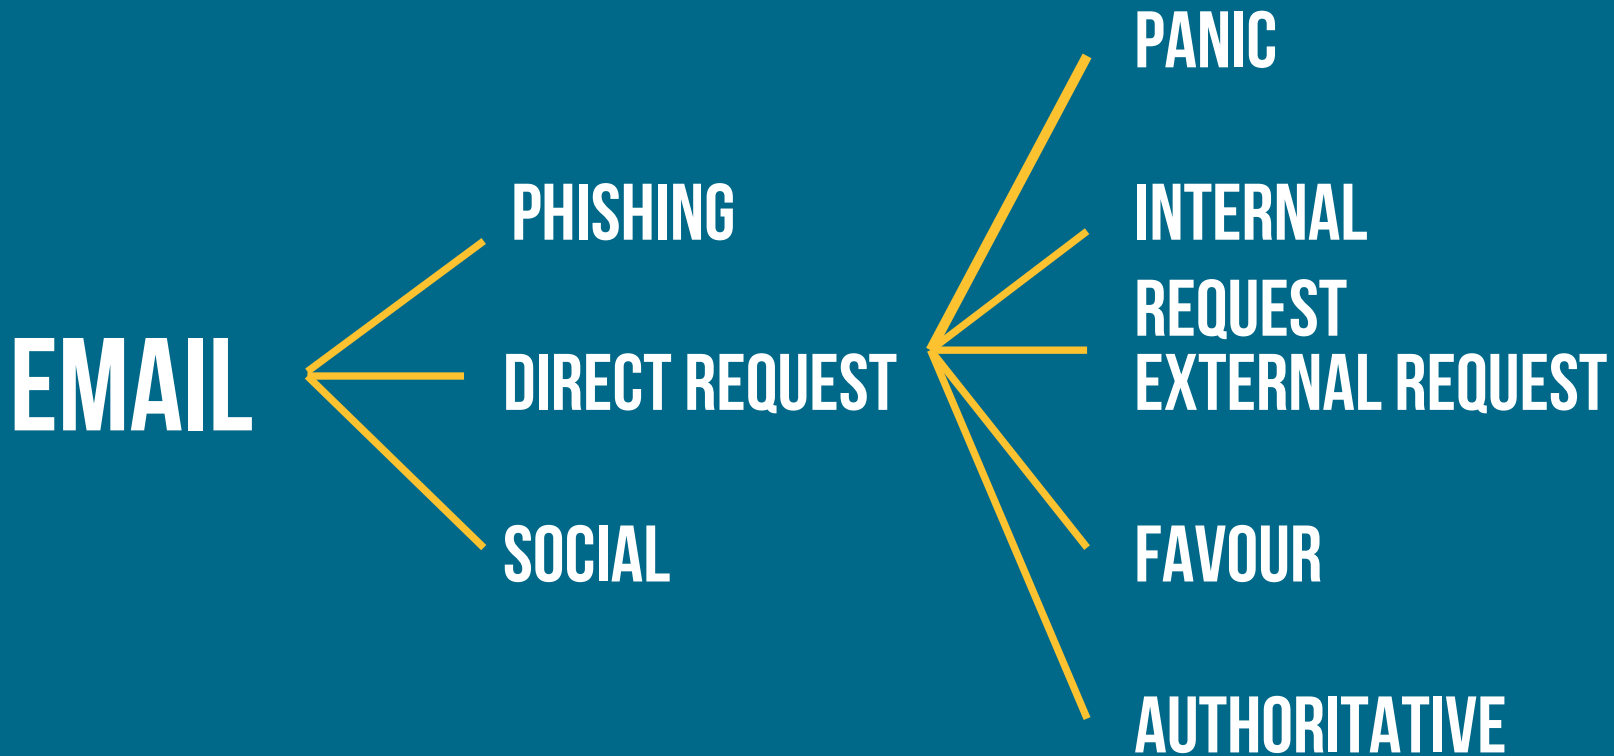 EMAIL
PHISHING
DIRECT REQUEST
SOCIAL
PANIC
INTERNAL
REQUEST
EXTERNAL REQUEST
FAVOUR
AUTHORITATIVE